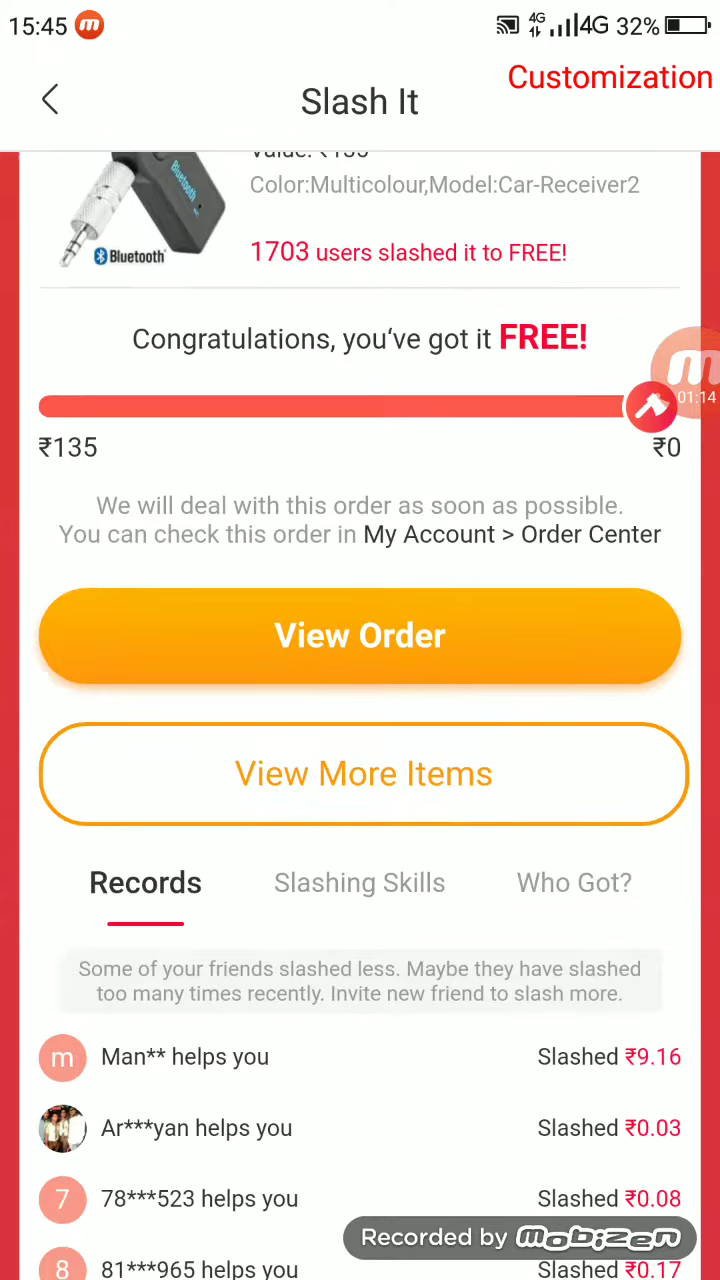 15:45 m 4G 4G 32%
Customization
Slash It
Value: ₹135
Color:Multicolour,Model:Car-Receiver2
Bluetooth
Bluetooth
1703 users slashed it to FREE!
Congratulations, you‘ve got it FREE!
m
01:14
₹135 ₹0
We will deal with this order as soon as possible.
You can check this order in My Account > Order Center
View Order
View More Items
Records Slashing Skills Who Got?
Some of your friends slashed less. Maybe they have slashed
too many times recently. Invite new friend to slash more.
m Man** helps you Slashed ₹9.16
Ar***yan helps you Slashed ₹0.03
7 78***523 helps you Slashed ₹0.08
Recorded by mobizen
8 81***965 helps you Slashed ₹0.17